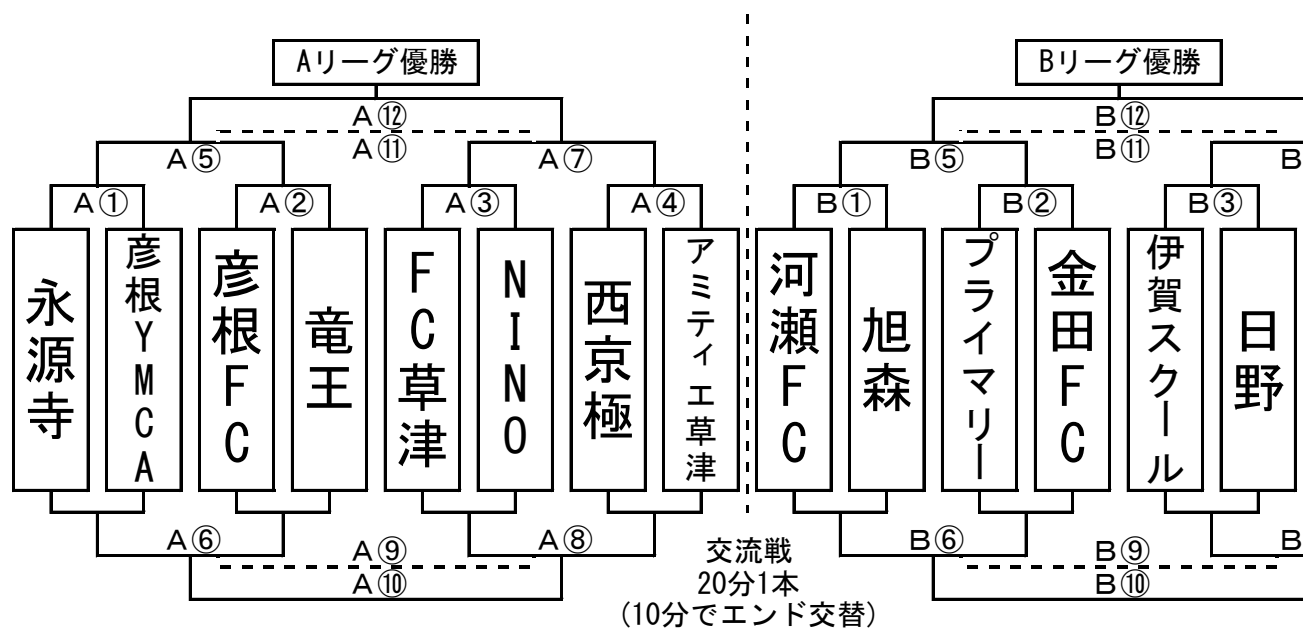 Aリーグ優勝
Bリーグ優勝
A⑫
B⑫
A⑪
B⑪
A⑤
A⑦
B⑤
B
A①
A②
A③
A④
B①
B②
B③
永源寺
彦根YMCA
彦根FC
竜王
FC草津
NINO
西京極
アミティエ草津
河瀬FC
旭森
プライマリー
金田FC
伊賀スクール
日野
A⑥
A⑧
B⑥
B
A⑨
B⑨
A⑩
B⑩
交流戦
20分1本
(10分でエンド交替)